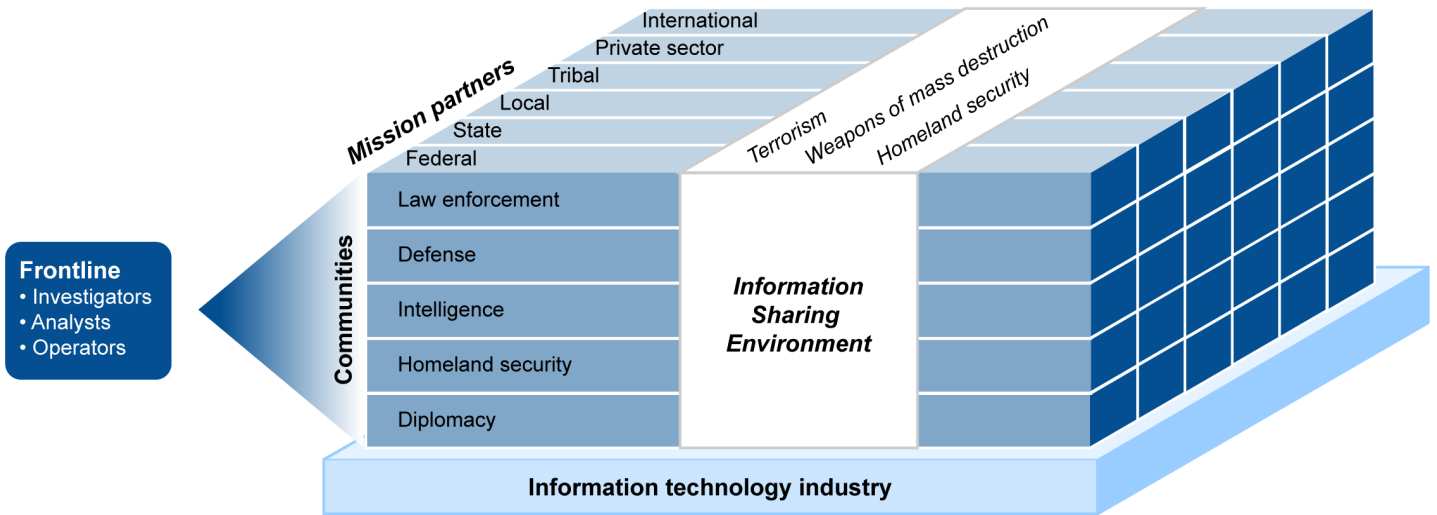 International
Private sector
Tribal
Local
State
Federal
Mission partners
Terrorism
Weapons of mass destruction
Homeland security
Communities
Law enforcement
Defense
Intelligence
Homeland security
Diplomacy
Information
Sharing
Environment
Frontline
• Investigators
• Analysts
• Operators
Information technology industry